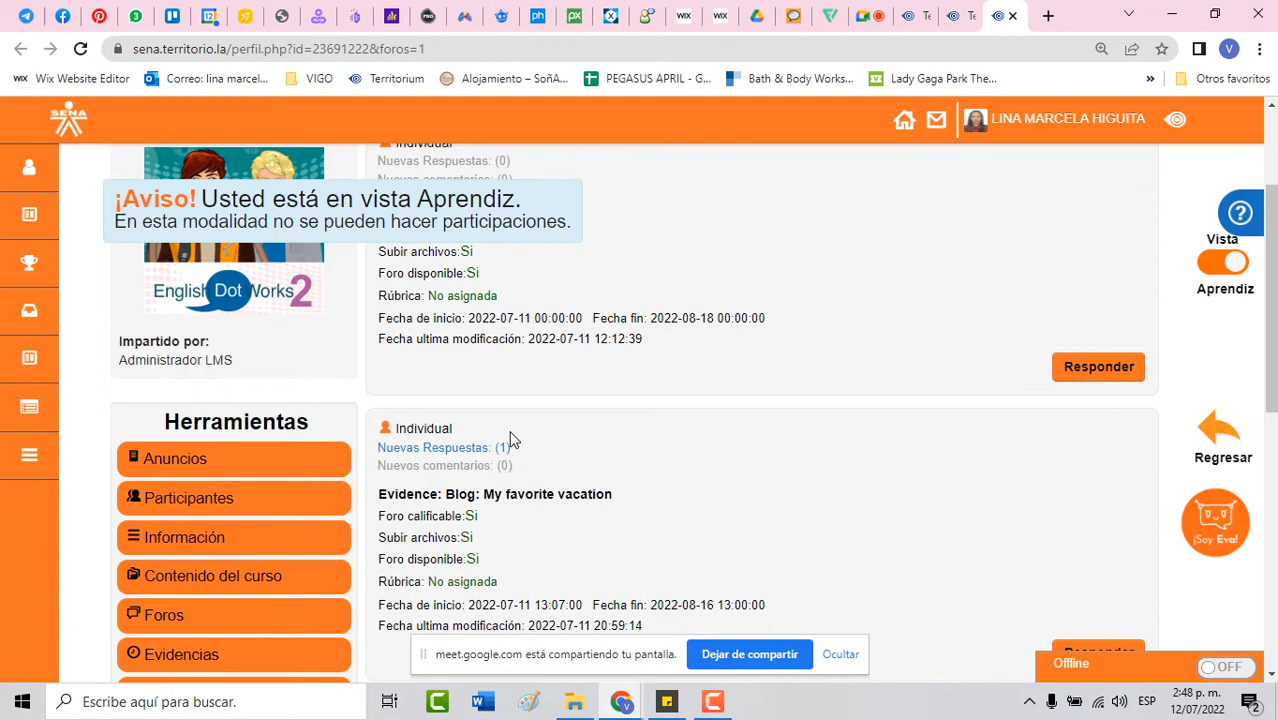 sena.territorio.la/perfil.php?id=23691222&foros=1
Wix Website Editor
Correo: lina marcel...
VIGO
Territorium
Alojamiento – SoñA...
PEGASUS APRIL - G...
Bath & Body Works...
Lady Gaga Park The...
»
Otros favoritos
SENA
LINA MARCELA HIGUITA
Individual
Nuevas Respuestas: (0)
¡Aviso! Usted está en vista Aprendiz.
En esta modalidad no se pueden hacer participaciones.
Subir archivos:Si
Foro disponible:Si
Rúbrica: No asignada
Fecha de inicio: 2022-07-11 00:00:00 Fecha fin: 2022-08-18 00:00:00
Fecha ultima modificación: 2022-07-11 12:12:39
Responder
English Dot Works 2
Impartido por:
Administrador LMS
Vista
Aprendiz
Herramientas
Anuncios
Participantes
Información
Contenido del curso
Foros
Evidencias
Individual
Nuevas Respuestas: (1)
Nuevos comentarios: (0)
Evidence: Blog: My favorite vacation
Foro calificable:Si
Subir archivos:Si
Foro disponible:Si
Rúbrica: No asignada
Fecha de inicio: 2022-07-11 13:07:00 Fecha fin: 2022-08-16 13:00:00
Fecha ultima modificación: 2022-07-11 20:59:14
Regresar
¡Soy Eva!
meet.google.com está compartiendo tu pantalla.
Dejar de compartir
Ocultar
Offline
OFF
Escribe aquí para buscar.
ESP
2:48 p. m.
12/07/2022
2